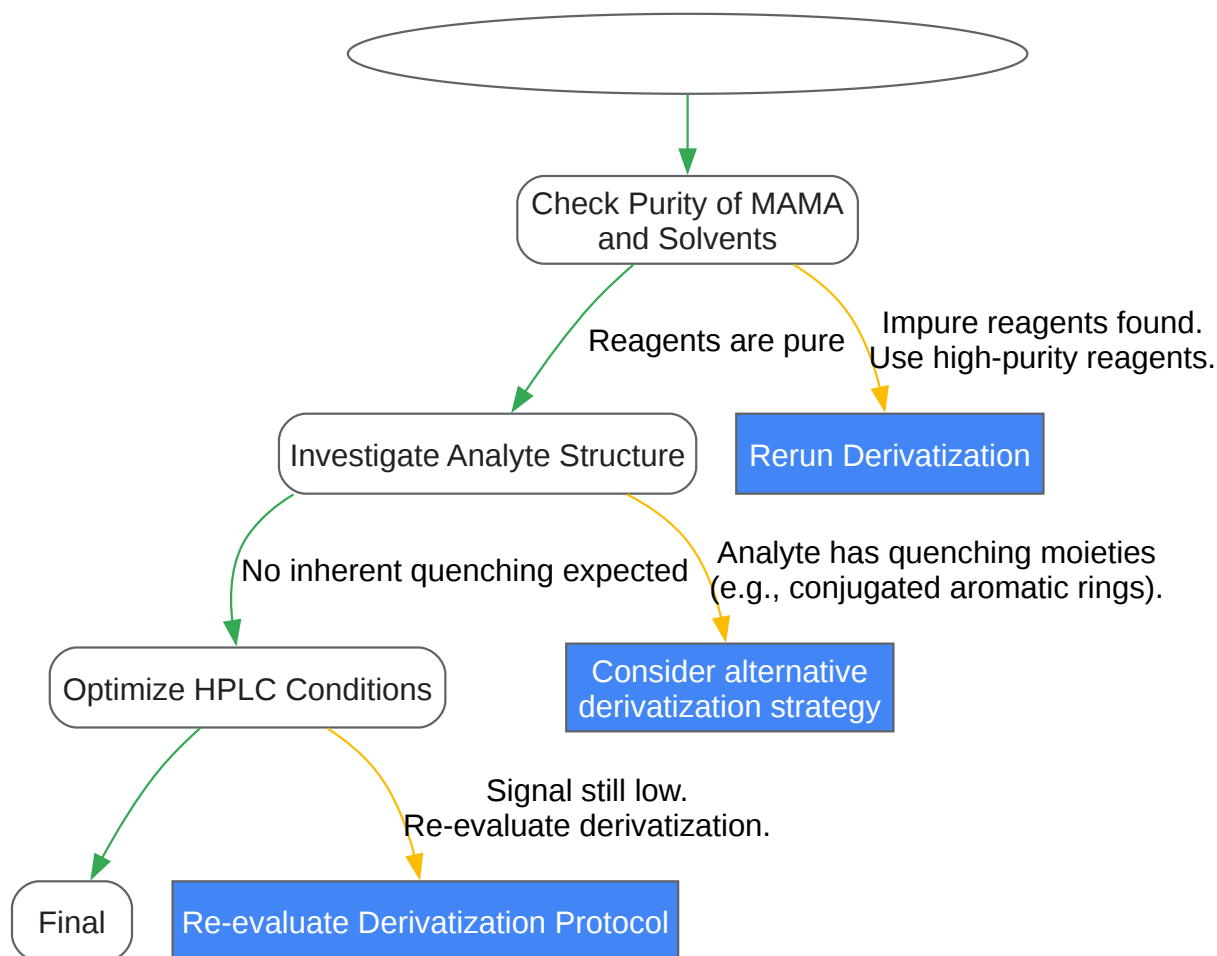 Check Purity of MAMA
and Solvents
Reagents are pure
Impure reagents found.
Use high-purity reagents.
Investigate Analyte Structure
Rerun Derivatization
No inherent quenching expected
Analyte has quenching moieties
(e.g., conjugated aromatic rings).
Optimize HPLC Conditions
Consider alternative
derivatization strategy
Signal still low.
Re-evaluate derivatization.
Final
Re-evaluate Derivatization Protocol